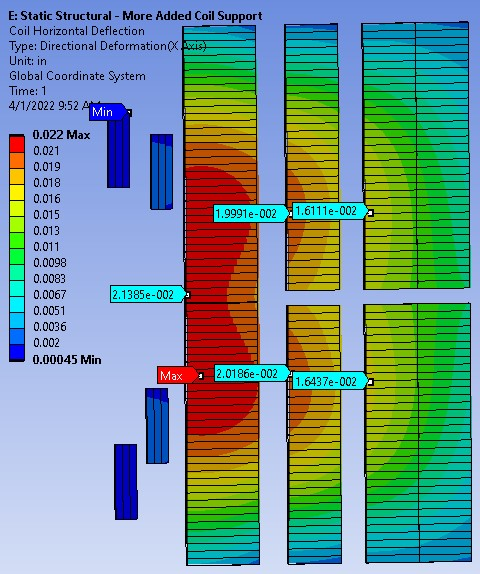 E: Static Structural - More Added Coil Support
Coil Horizontal Deflection
Type: Directional Deformation(X Axis)
Unit: in
Global Coordinate System
Time: 1
4/1/2022 9:52
Min
0.022 Max
0.021
0.019
0.018
0.016
0.015
0.013
0.011
0.0098
0.0083
0.0067
0.0051
0.0036
0.002
0.00045 Min
1.9991e-002
1.6111e-002
2.1385e-002
Max
2.0186e-002
1.6437e-002